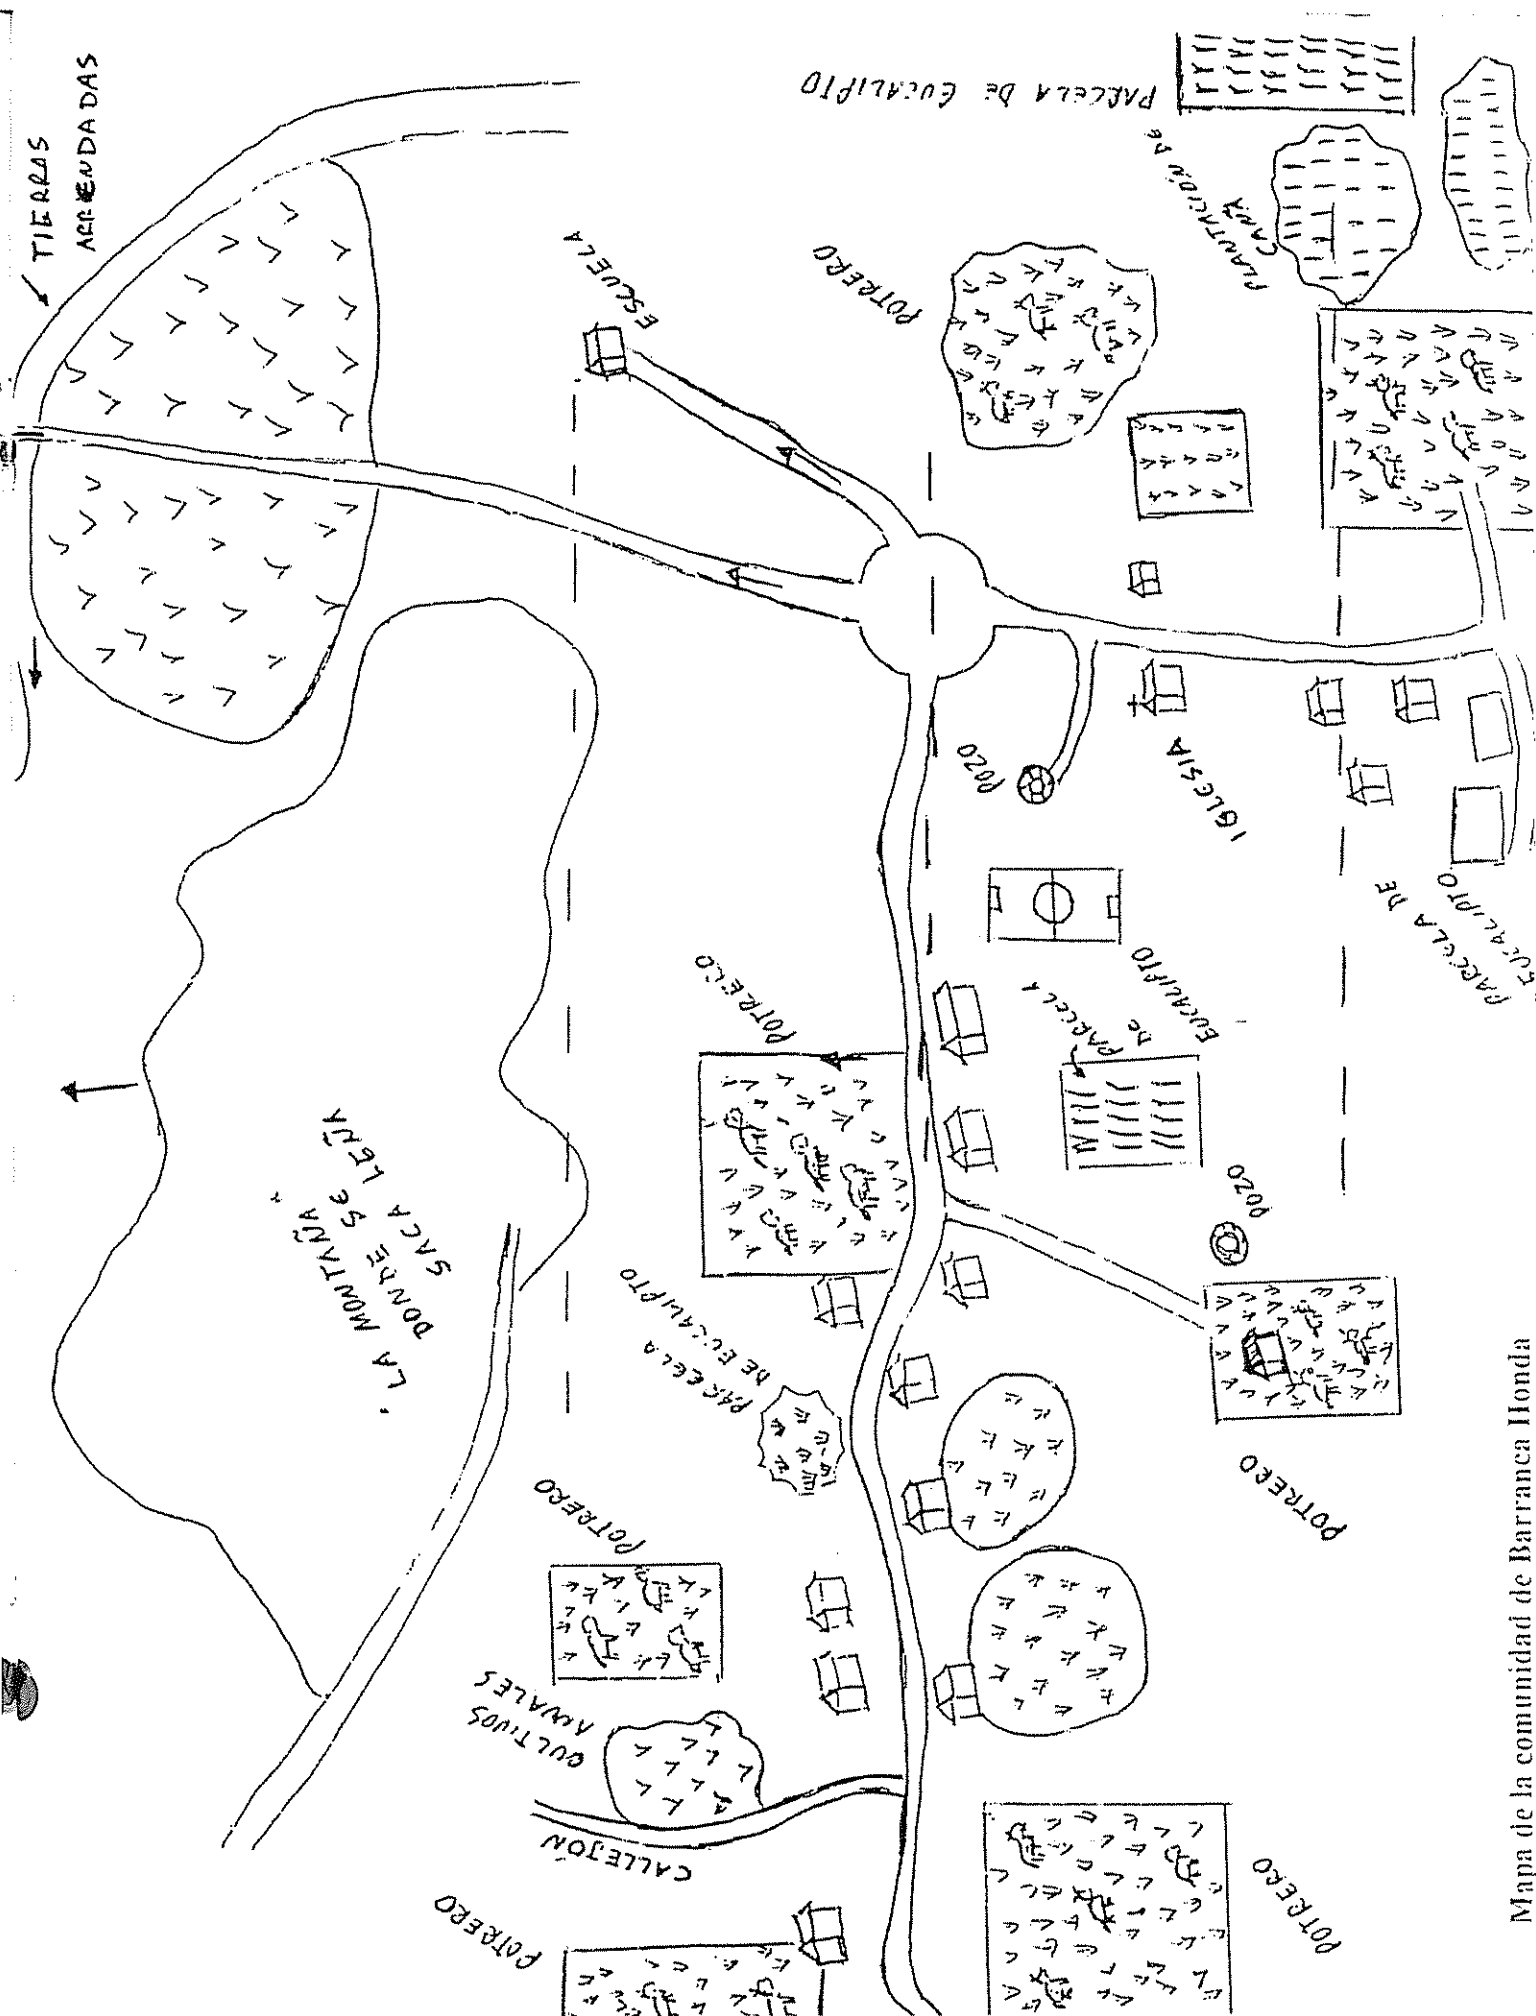 TIERRAS
ARRENDADAS
PARCELA DE EUCALIPTO
PLANTACIÓN DE
CAÑA
ESCUELA
POTRERO
POZO
IGLESIA
PARCELA DE
EUCALIPTO
POTRERO
PARCELA
DE
EUCALIPTO
"LA MONTAÑA"
DONDE SE
SACA LEÑA
PARCELA
DE EUCALIPTO
POZO
POTRERO
POTRERO
CULTIVOS
ANUALES
CALLEJÓN
POTRERO
POTRERO
Mapa de la comunidad de Barranca Honda